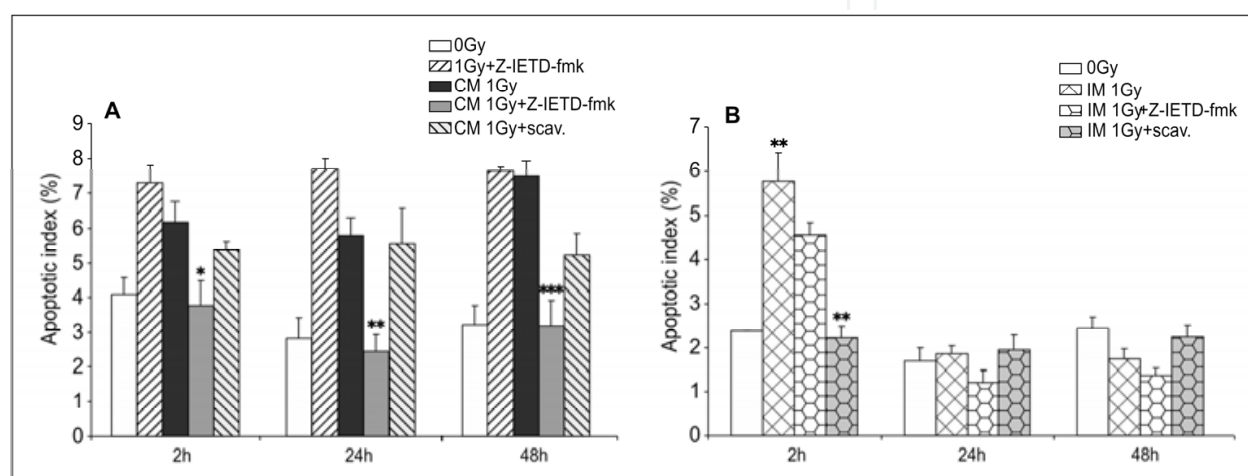 0Gy
1Gy+Z-IETD-fmk
CM 1Gy
CM 1Gy+Z-IETD-fmk
CM 1Gy+scav.
A
Apoptotic index (%)
9
8
7
6
5
4
3
2
1
0
*
**
***
2h
24h
48h
0Gy
IM 1Gy
IM 1Gy+Z-IETD-fmk
IM 1Gy+scav.
B
Apoptotic index (%)
7
6
5
4
3
2
1
0
**
**
2h
24h
48h